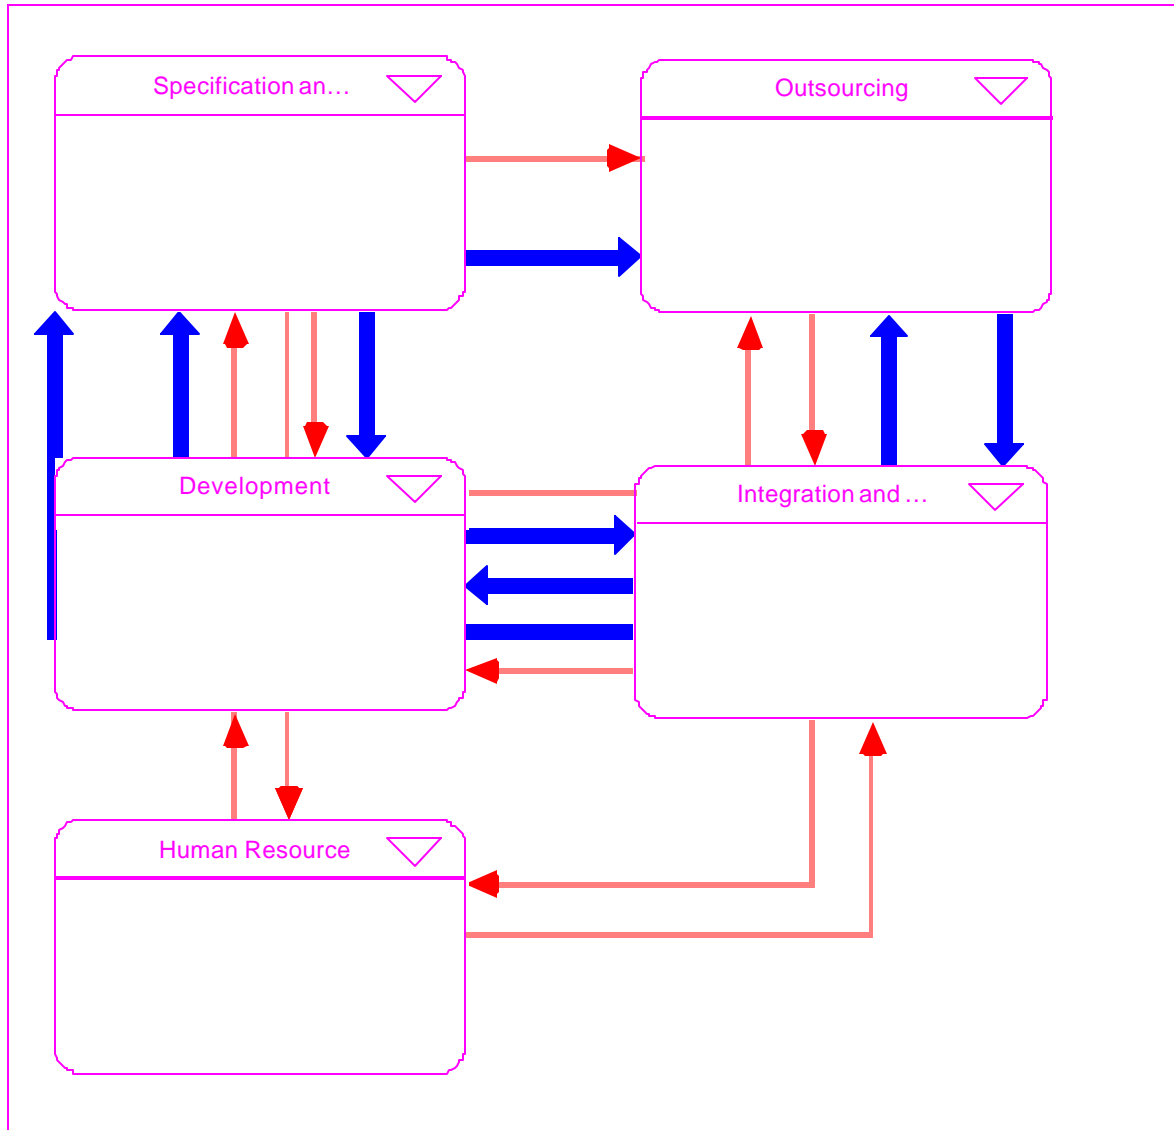 Specification an…
Outsourcing
Development
Integration and …
Human Resource